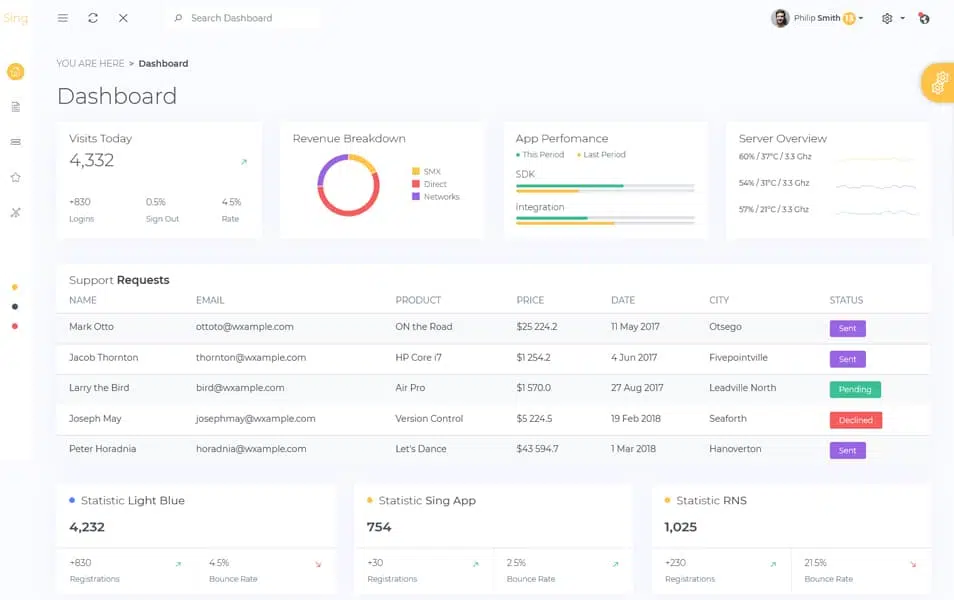 Sing
Search Dashboard
Philip Smith 13
YOU ARE HERE > Dashboard
Dashboard
Visits Today
4,332
+830 0.5% 4.5%
Logins Sign Out Rate
Revenue Breakdown
SMX
Direct
Networks
App Perfomance
This Period Last Period
SDK
Integration
Server Overview
60% / 37°C / 3.3 Ghz
54% / 31°C / 3.3 Ghz
57% / 21°C / 3.3 Ghz
Support Requests
NAME EMAIL PRODUCT PRICE DATE CITY STATUS
Mark Otto ottoto@wxample.com ON the Road $25 224.2 11 May 2017 Otsego Sent
Jacob Thornton thornton@wxample.com HP Core i7 $1 254.2 4 Jun 2017 Fivepointville Sent
Larry the Bird bird@wxample.com Air Pro $1 570.0 27 Aug 2017 Leadville North Pending
Joseph May josephmay@wxample.com Version Control $5 224.5 19 Feb 2018 Seaforth Declined
Peter Horadnia horadnia@wxample.com Let's Dance $43 594.7 1 Mar 2018 Hanoverton Sent
Statistic Light Blue
4,232
+830 4.5%
Registrations Bounce Rate
Statistic Sing App
754
+30 2.5%
Registrations Bounce Rate
Statistic RNS
1,025
+230 21.5%
Registrations Bounce Rate